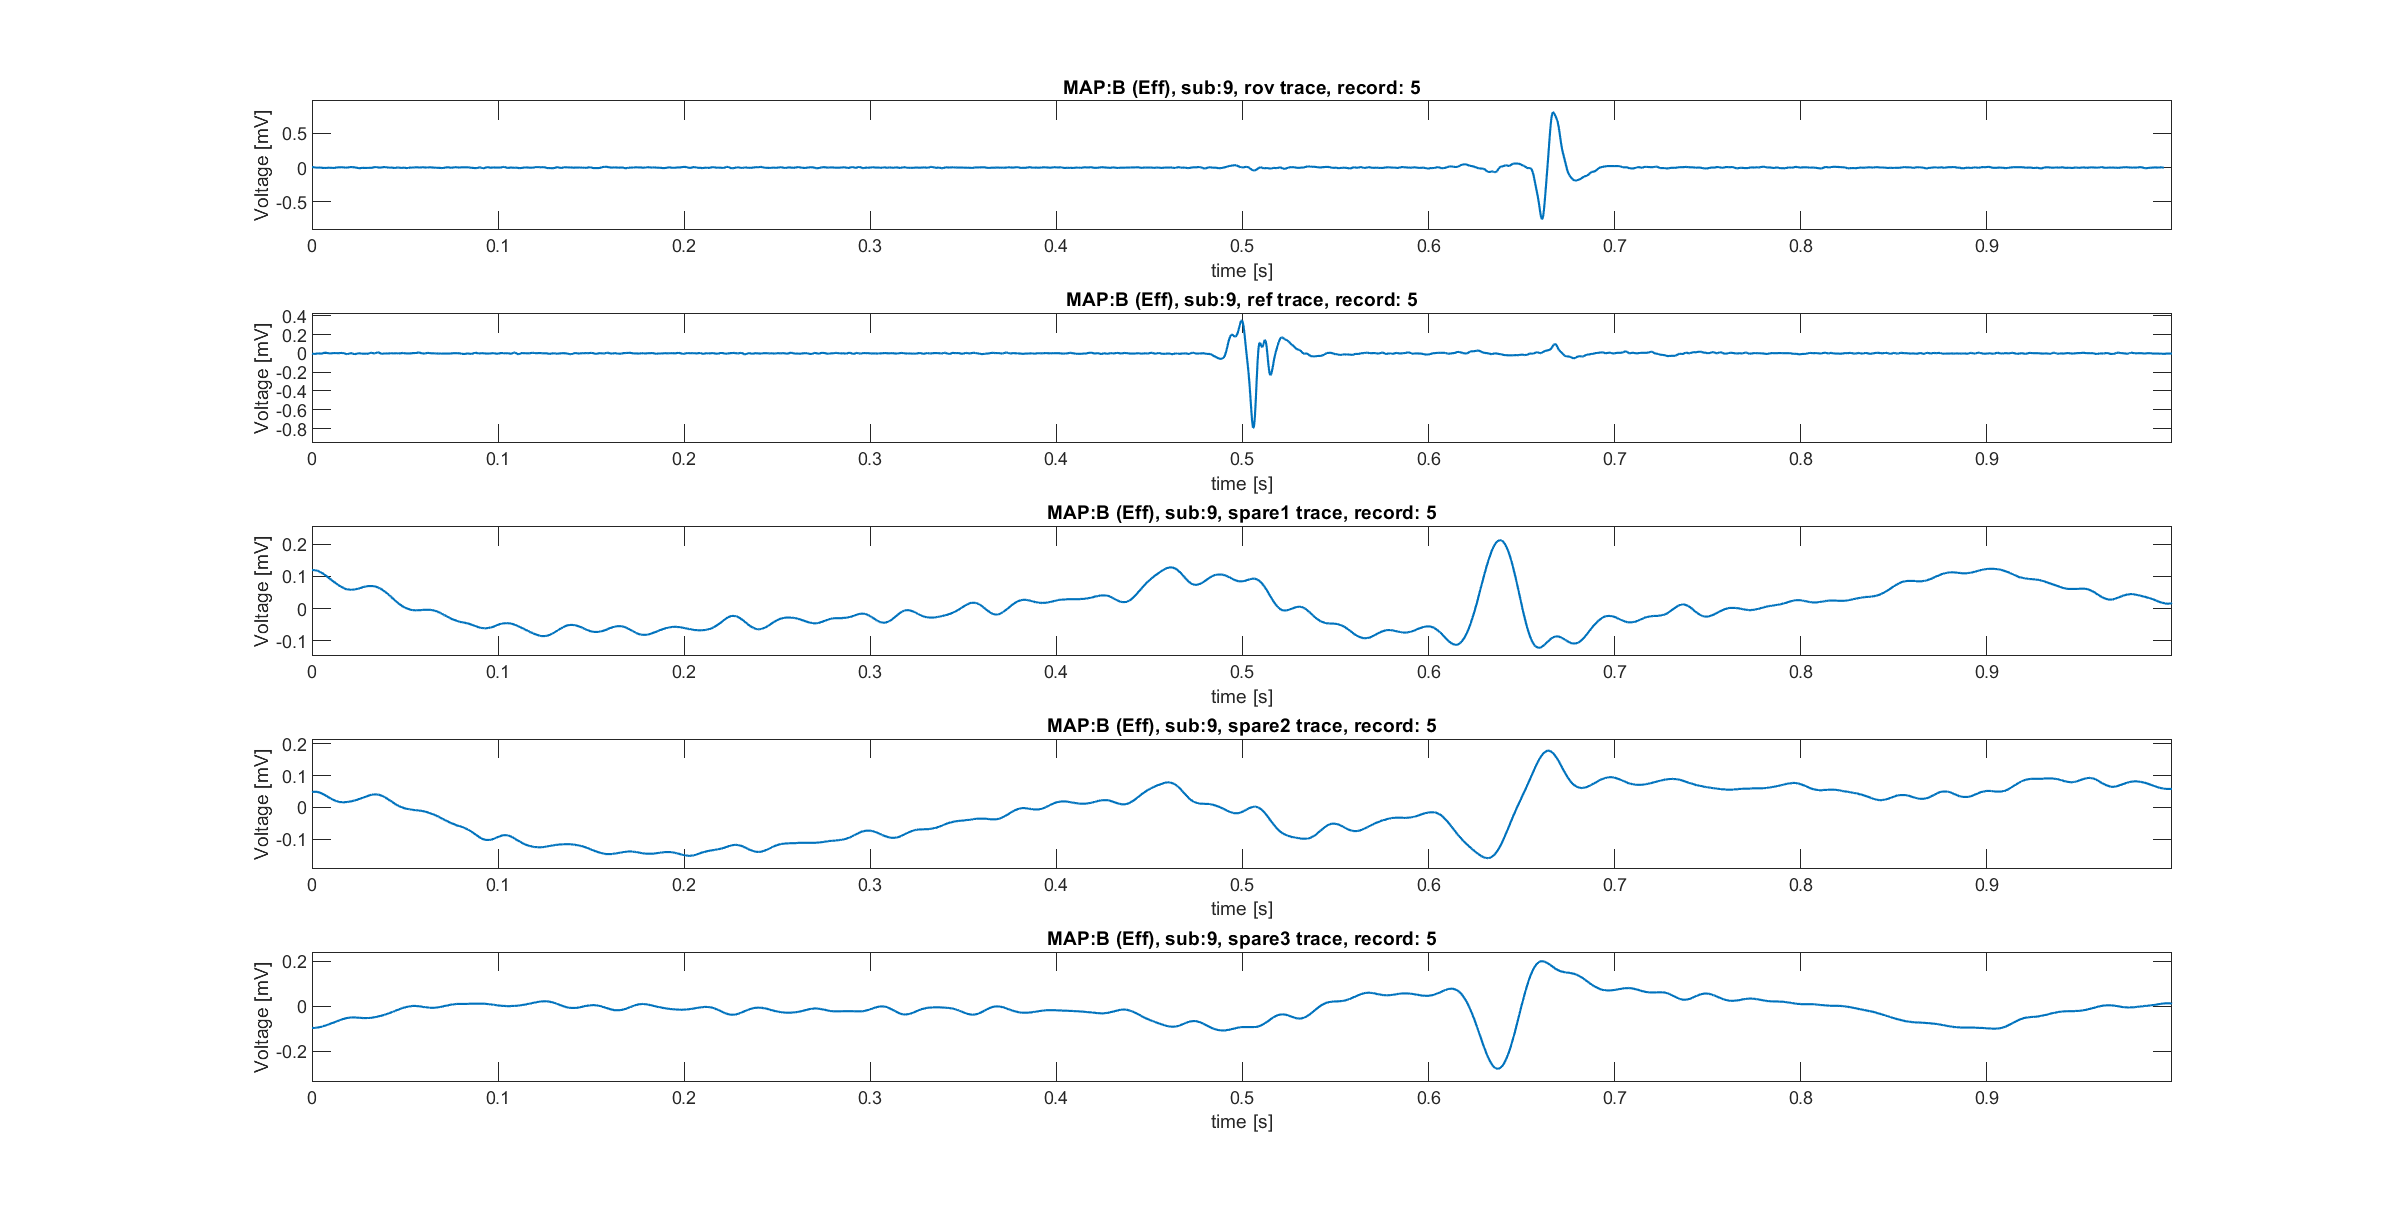 MAP:B (Eff), sub:9, rov trace, record: 5
Voltage [mV]
0.5
0
-0.5
0 0.1 0.2 0.3 0.4 0.5 0.6 0.7 0.8 0.9
time [s]
MAP:B (Eff), sub:9, ref trace, record: 5
Voltage [mV]
0.4
0.2
0
-0.2
-0.4
-0.6
-0.8
0 0.1 0.2 0.3 0.4 0.5 0.6 0.7 0.8 0.9
time [s]
MAP:B (Eff), sub:9, spare1 trace, record: 5
Voltage [mV]
0.2
0.1
0
-0.1
0 0.1 0.2 0.3 0.4 0.5 0.6 0.7 0.8 0.9
time [s]
MAP:B (Eff), sub:9, spare2 trace, record: 5
Voltage [mV]
0.2
0.1
0
-0.1
0 0.1 0.2 0.3 0.4 0.5 0.6 0.7 0.8 0.9
time [s]
MAP:B (Eff), sub:9, spare3 trace, record: 5
Voltage [mV]
0.2
0
-0.2
0 0.1 0.2 0.3 0.4 0.5 0.6 0.7 0.8 0.9
time [s]